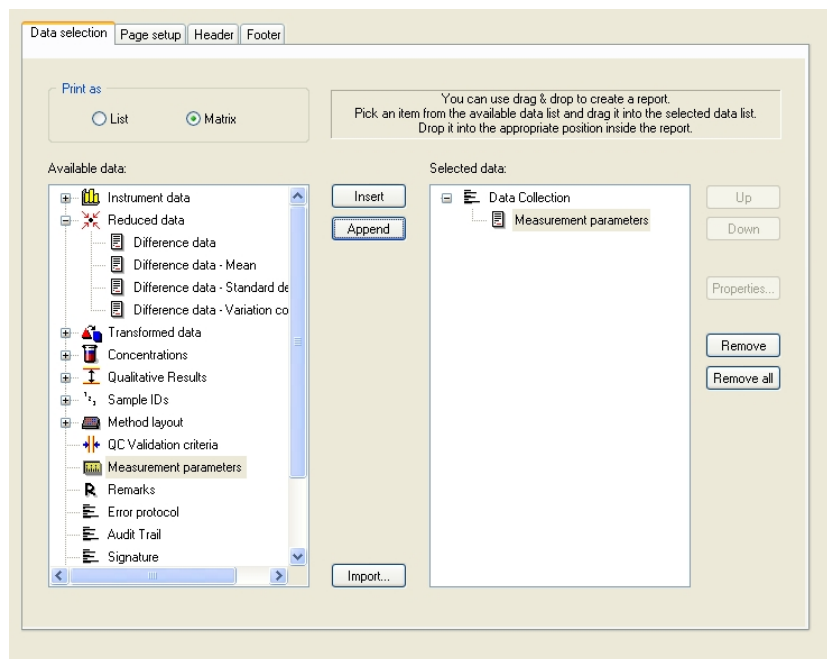 Data selection
Page setup
Header
Footer
Print as
List
Matrix
You can use drag & drop to create a report.
Pick an item from the available data list and drag it into the selected data list.
Drop it into the appropriate position inside the report.
Available data:
Instrument data
Reduced data
Difference data
Difference data - Mean
Difference data - Standard de
Difference data - Variation co
Transformed data
Concentrations
Qualitative Results
Sample IDs
Method layout
QC Validation criteria
Measurement parameters
Remarks
Error protocol
Audit Trail
Signature
Insert
Append
Import...
Selected data:
Data Collection
Measurement parameters
Up
Down
Properties...
Remove
Remove all